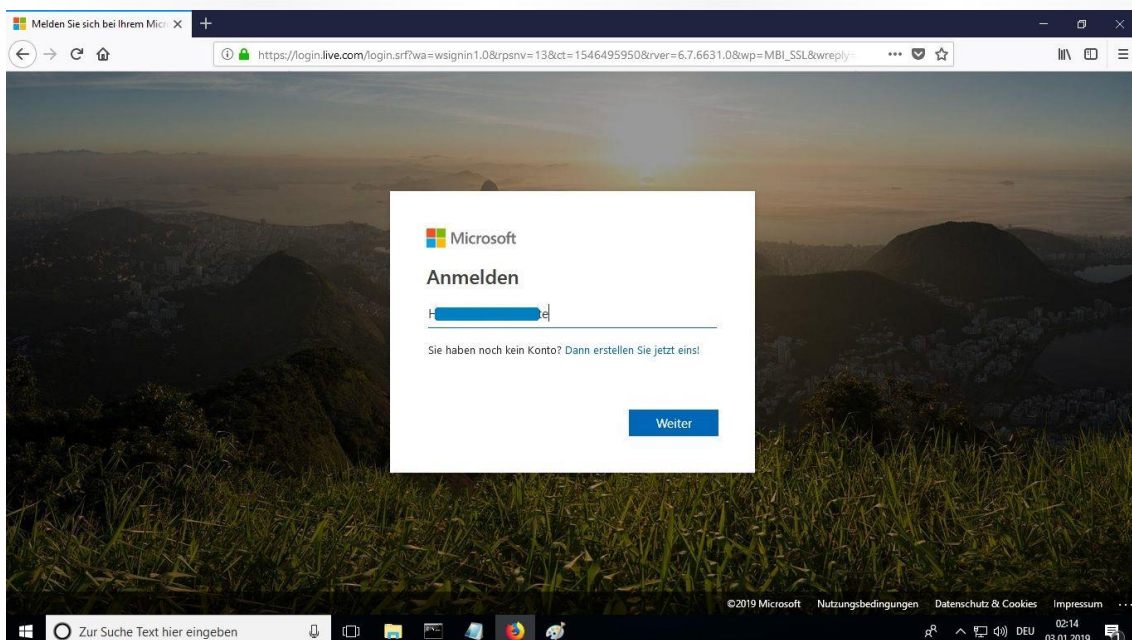 Melden Sie sich bei Ihrem Micr
https://login.live.com/login.srf?wa=wsignin1.0&rpsnv=13&ct=1546495950&rver=6.7.6631.0&wp=MBI_SSL&wreply=
Microsoft
Anmelden
H te
Sie haben noch kein Konto? Dann erstellen Sie jetzt eins!
Weiter
©2019 Microsoft Nutzungsbedingungen Datenschutz & Cookies Impressum ...
Zur Suche Text hier eingeben DEU 02:14
03.01.2019